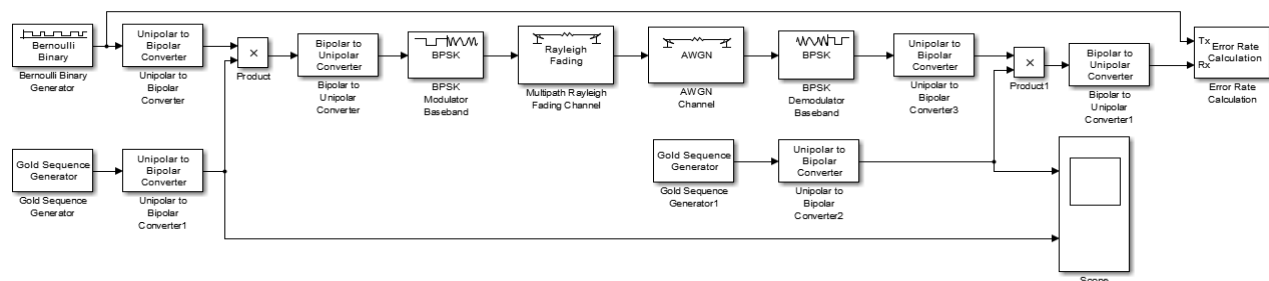 Bernoulli
Binary
Bernoulli Binary
Generator
Unipolar to
Bipolar
Converter
Unipolar to
Bipolar
Converter
×
Product
Bipolar to
Unipolar
Converter
Bipolar to
Unipolar
Converter
BPSK
BPSK
Modulator
Baseband
Rayleigh
Fading
Multipath Rayleigh
Fading Channel
AWGN
AWGN
Channel
BPSK
BPSK
Demodulator
Baseband
Unipolar to
Bipolar
Converter
Unipolar to
Bipolar
Converter3
×
Product1
Bipolar to
Unipolar
Converter
Bipolar to
Unipolar
Converter1
Tx
Rx
Error Rate
Calculation
Error Rate
Calculation
Gold Sequence
Generator
Gold Sequence
Generator
Unipolar to
Bipolar
Converter
Unipolar to
Bipolar
Converter1
Gold Sequence
Generator
Gold Sequence
Generator1
Unipolar to
Bipolar
Converter
Unipolar to
Bipolar
Converter2